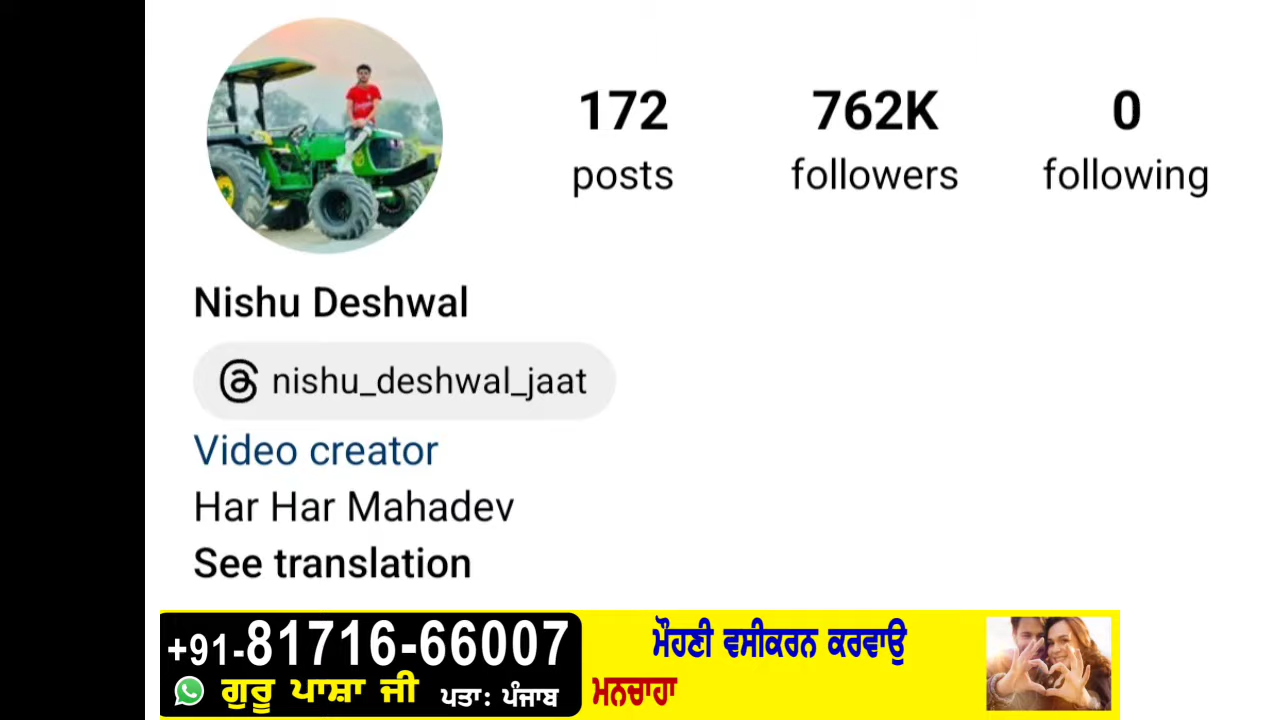 172 762K 0
posts followers following
Nishu Deshwal
nishu_deshwal_jaat
Video creator
Har Har Mahadev
See translation
+91-81716-66007
ਗੁਰੂ ਪਾਸ਼ਾ ਜੀ ਪਤਾ: ਪੰਜਾਬ
ਮੌਹਣੀ ਵਸੀਕਰਨ ਕਰਵਾਉ
ਮਨਚਾਹਾ